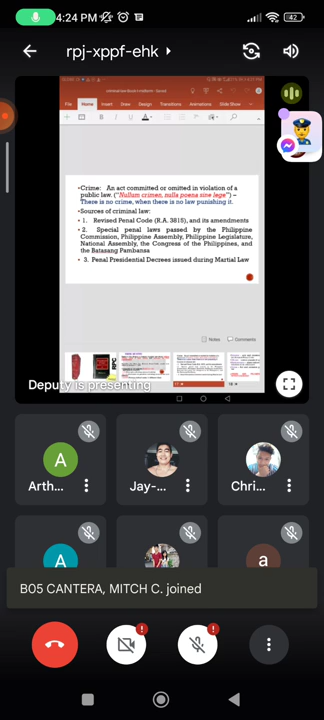 4:24 PM
42
rpj-xppf-ehk
File Home Insert Draw Design Transitions Animations Slide Show
•Crime: An act committed or omitted in violation of a
public law. ("Nullum crimen, nulla poena sine lege") –
There is no crime, when there is no law punishing it.
•Sources of criminal law:
• 1. Revised Penal Code (R.A. 3815), and its amendments
• 2. Special penal laws passed by the Philippine
Commission, Philippine Assembly, Philippine Legislature,
National Assembly, the Congress of the Philippines, and
the Batasang Pambansa
• 3. Penal Presidential Decrees issued during Martial Law
Notes Comments
Deputy is presenting
A
Arth...
Jay-...
Chri...
A
a
B05 CANTERA, MITCH C. joined